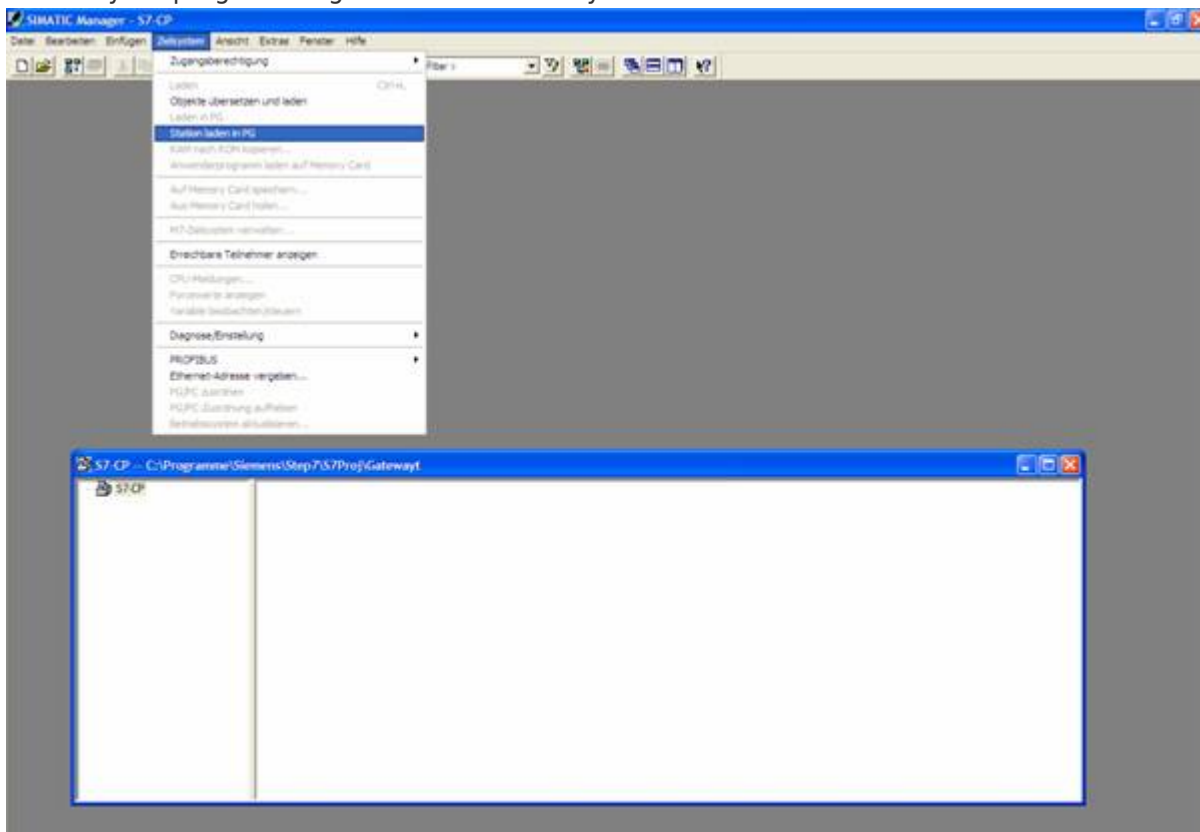 SIMATIC Manager - S7-CP
Datei Bearbeiten Einfügen Zielsystem Ansicht Extras Fenster Hilfe
Zugangsberechtigung
Laden
Objekte übersetzen und laden
Laden in PG
Station laden in PG
RAM nach ROM kopieren...
Anwenderprogramm laden auf Memory Card
Auf Memory Card speichern...
Aus Memory Card holen...
M7-Zielsystem verwalten...
Erreichbare Teilnehmer anzeigen
CPU-Meldungen...
Forcewerte anzeigen
Variable beobachten/steuern
Diagnose/Einstellung
PROFIBUS
Ethernet-Adresse vergeben...
PG/PC zuordnen
PG/PC-Zuordnung aufheben
Betriebssystem aktualisieren...
S7-CP -- C:\Programme\Siemens\Step7\S7Proj\Gatewayt
S7-CP